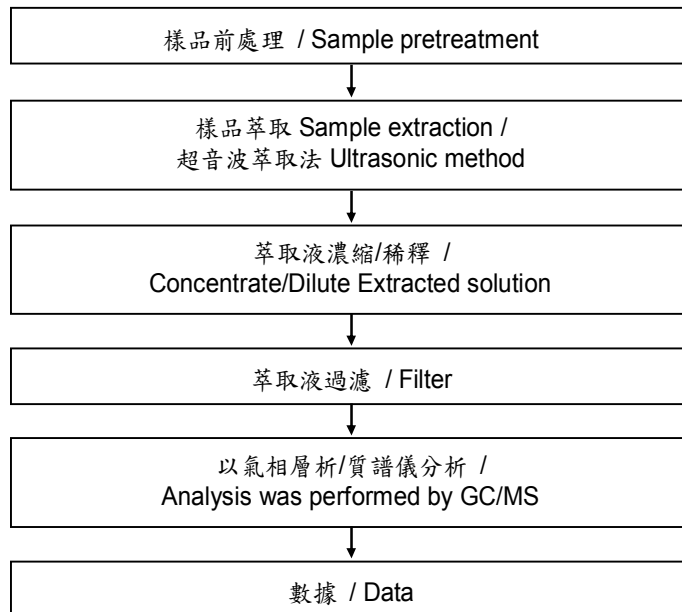 樣品前處理 / Sample pretreatment
樣品萃取 Sample extraction /
超音波萃取法 Ultrasonic method
萃取液濃縮/稀釋 /
Concentrate/Dilute Extracted solution
萃取液過濾 / Filter
以氣相層析/質譜儀分析 /
Analysis was performed by GC/MS
數據 / Data